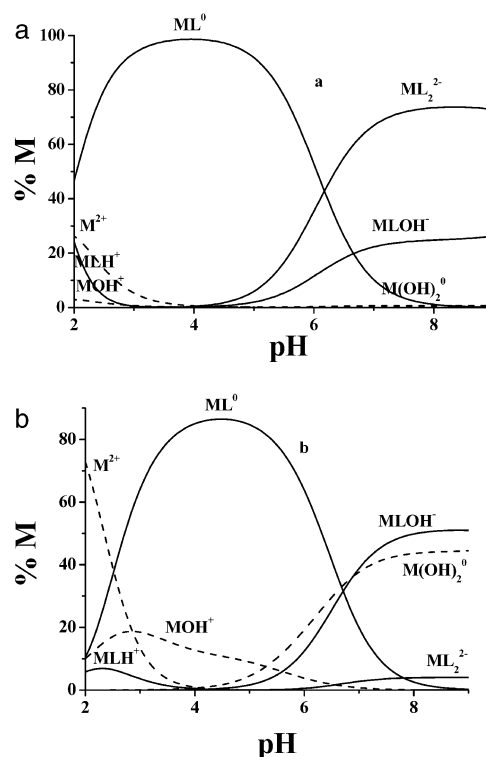 a
ML⁰
a
ML₂²⁻
M²⁺
MLH⁺
MOH⁺
MLOH⁻
M(OH)₂⁰
% M
100
80
60
40
20
0
2 4 6 8
pH
b
ML⁰
b
M²⁺
MOH⁺
MLH⁺
MLOH⁻
M(OH)₂⁰
ML₂²⁻
% M
80
60
40
20
0
2 4 6 8
pH